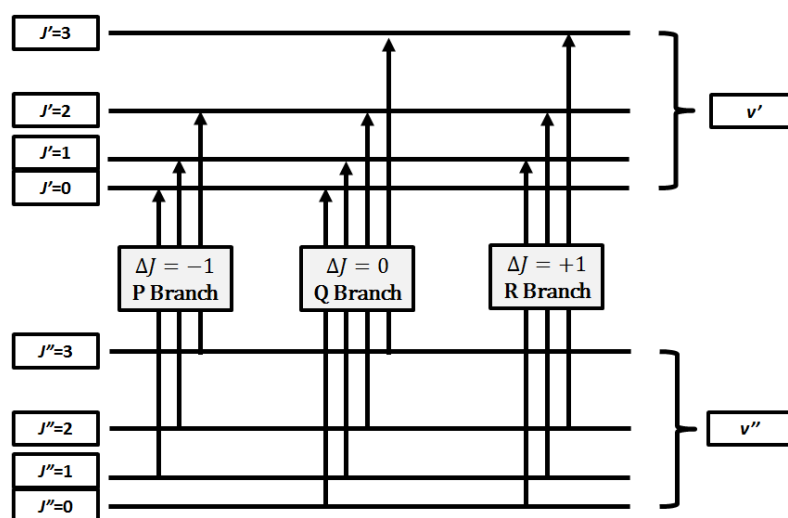 J'=3
J'=2
v'
J'=1
J'=0
ΔJ = −1
P Branch
ΔJ = 0
Q Branch
ΔJ = +1
R Branch
J"=3
J"=2
v"
J"=1
J"=0